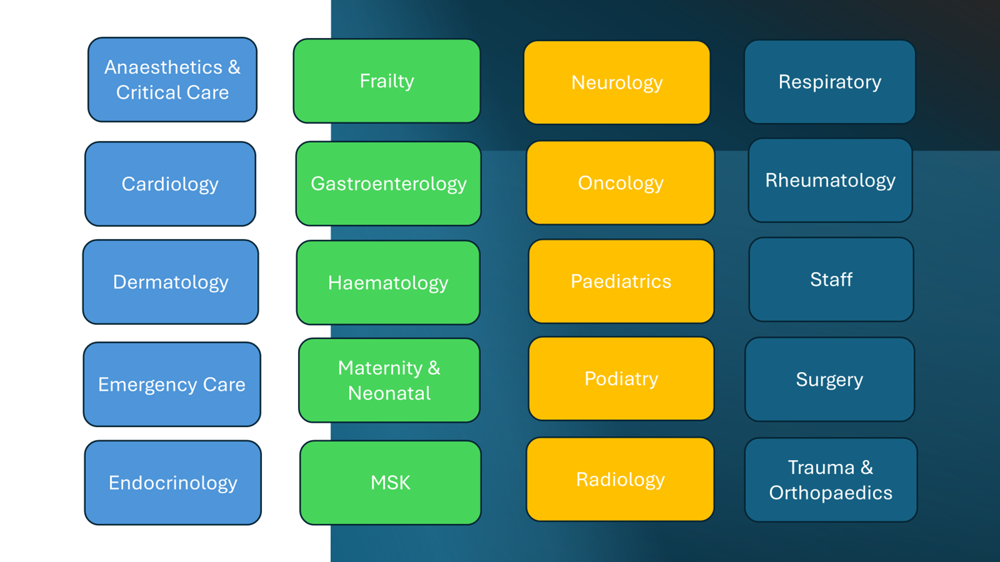 Anaesthetics &
Critical Care
Cardiology
Dermatology
Emergency Care
Endocrinology
Frailty
Gastroenterology
Haematology
Maternity &
Neonatal
MSK
Neurology
Oncology
Paediatrics
Podiatry
Radiology
Respiratory
Rheumatology
Staff
Surgery
Trauma &
Orthopaedics